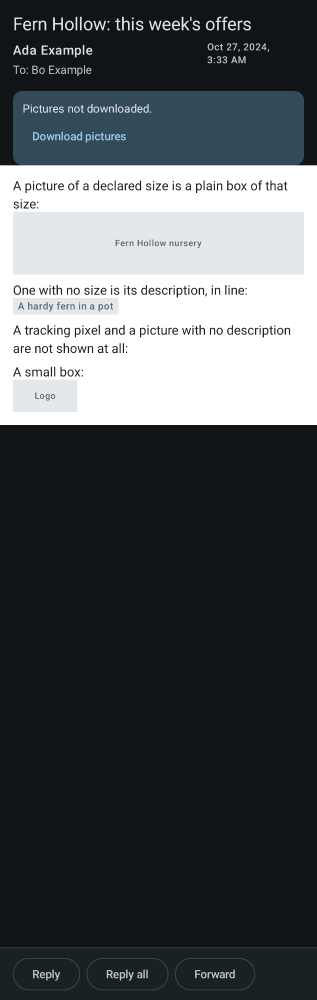 Fern Hollow: this week's offers
Ada Example
Oct 27, 2024,
3:33 AM
To: Bo Example
Pictures not downloaded.
Download pictures
A picture of a declared size is a plain box of that
size:
Fern Hollow nursery
One with no size is its description, in line:
A hardy fern in a pot
A tracking pixel and a picture with no description
are not shown at all:
A small box:
Logo
Reply
Reply all
Forward